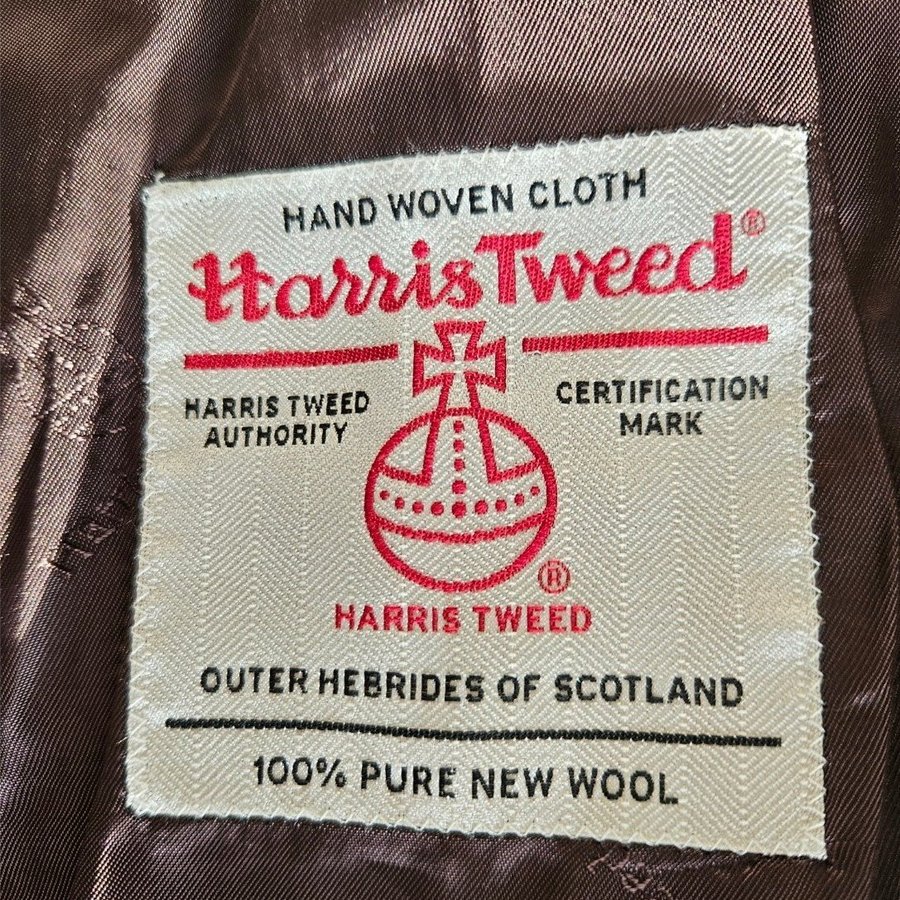 HAND WOVEN CLOTH
Harris Tweed®
HARRIS TWEED
AUTHORITY
CERTIFICATION
MARK
®
HARRIS TWEED
OUTER HEBRIDES OF SCOTLAND
100% PURE NEW WOOL